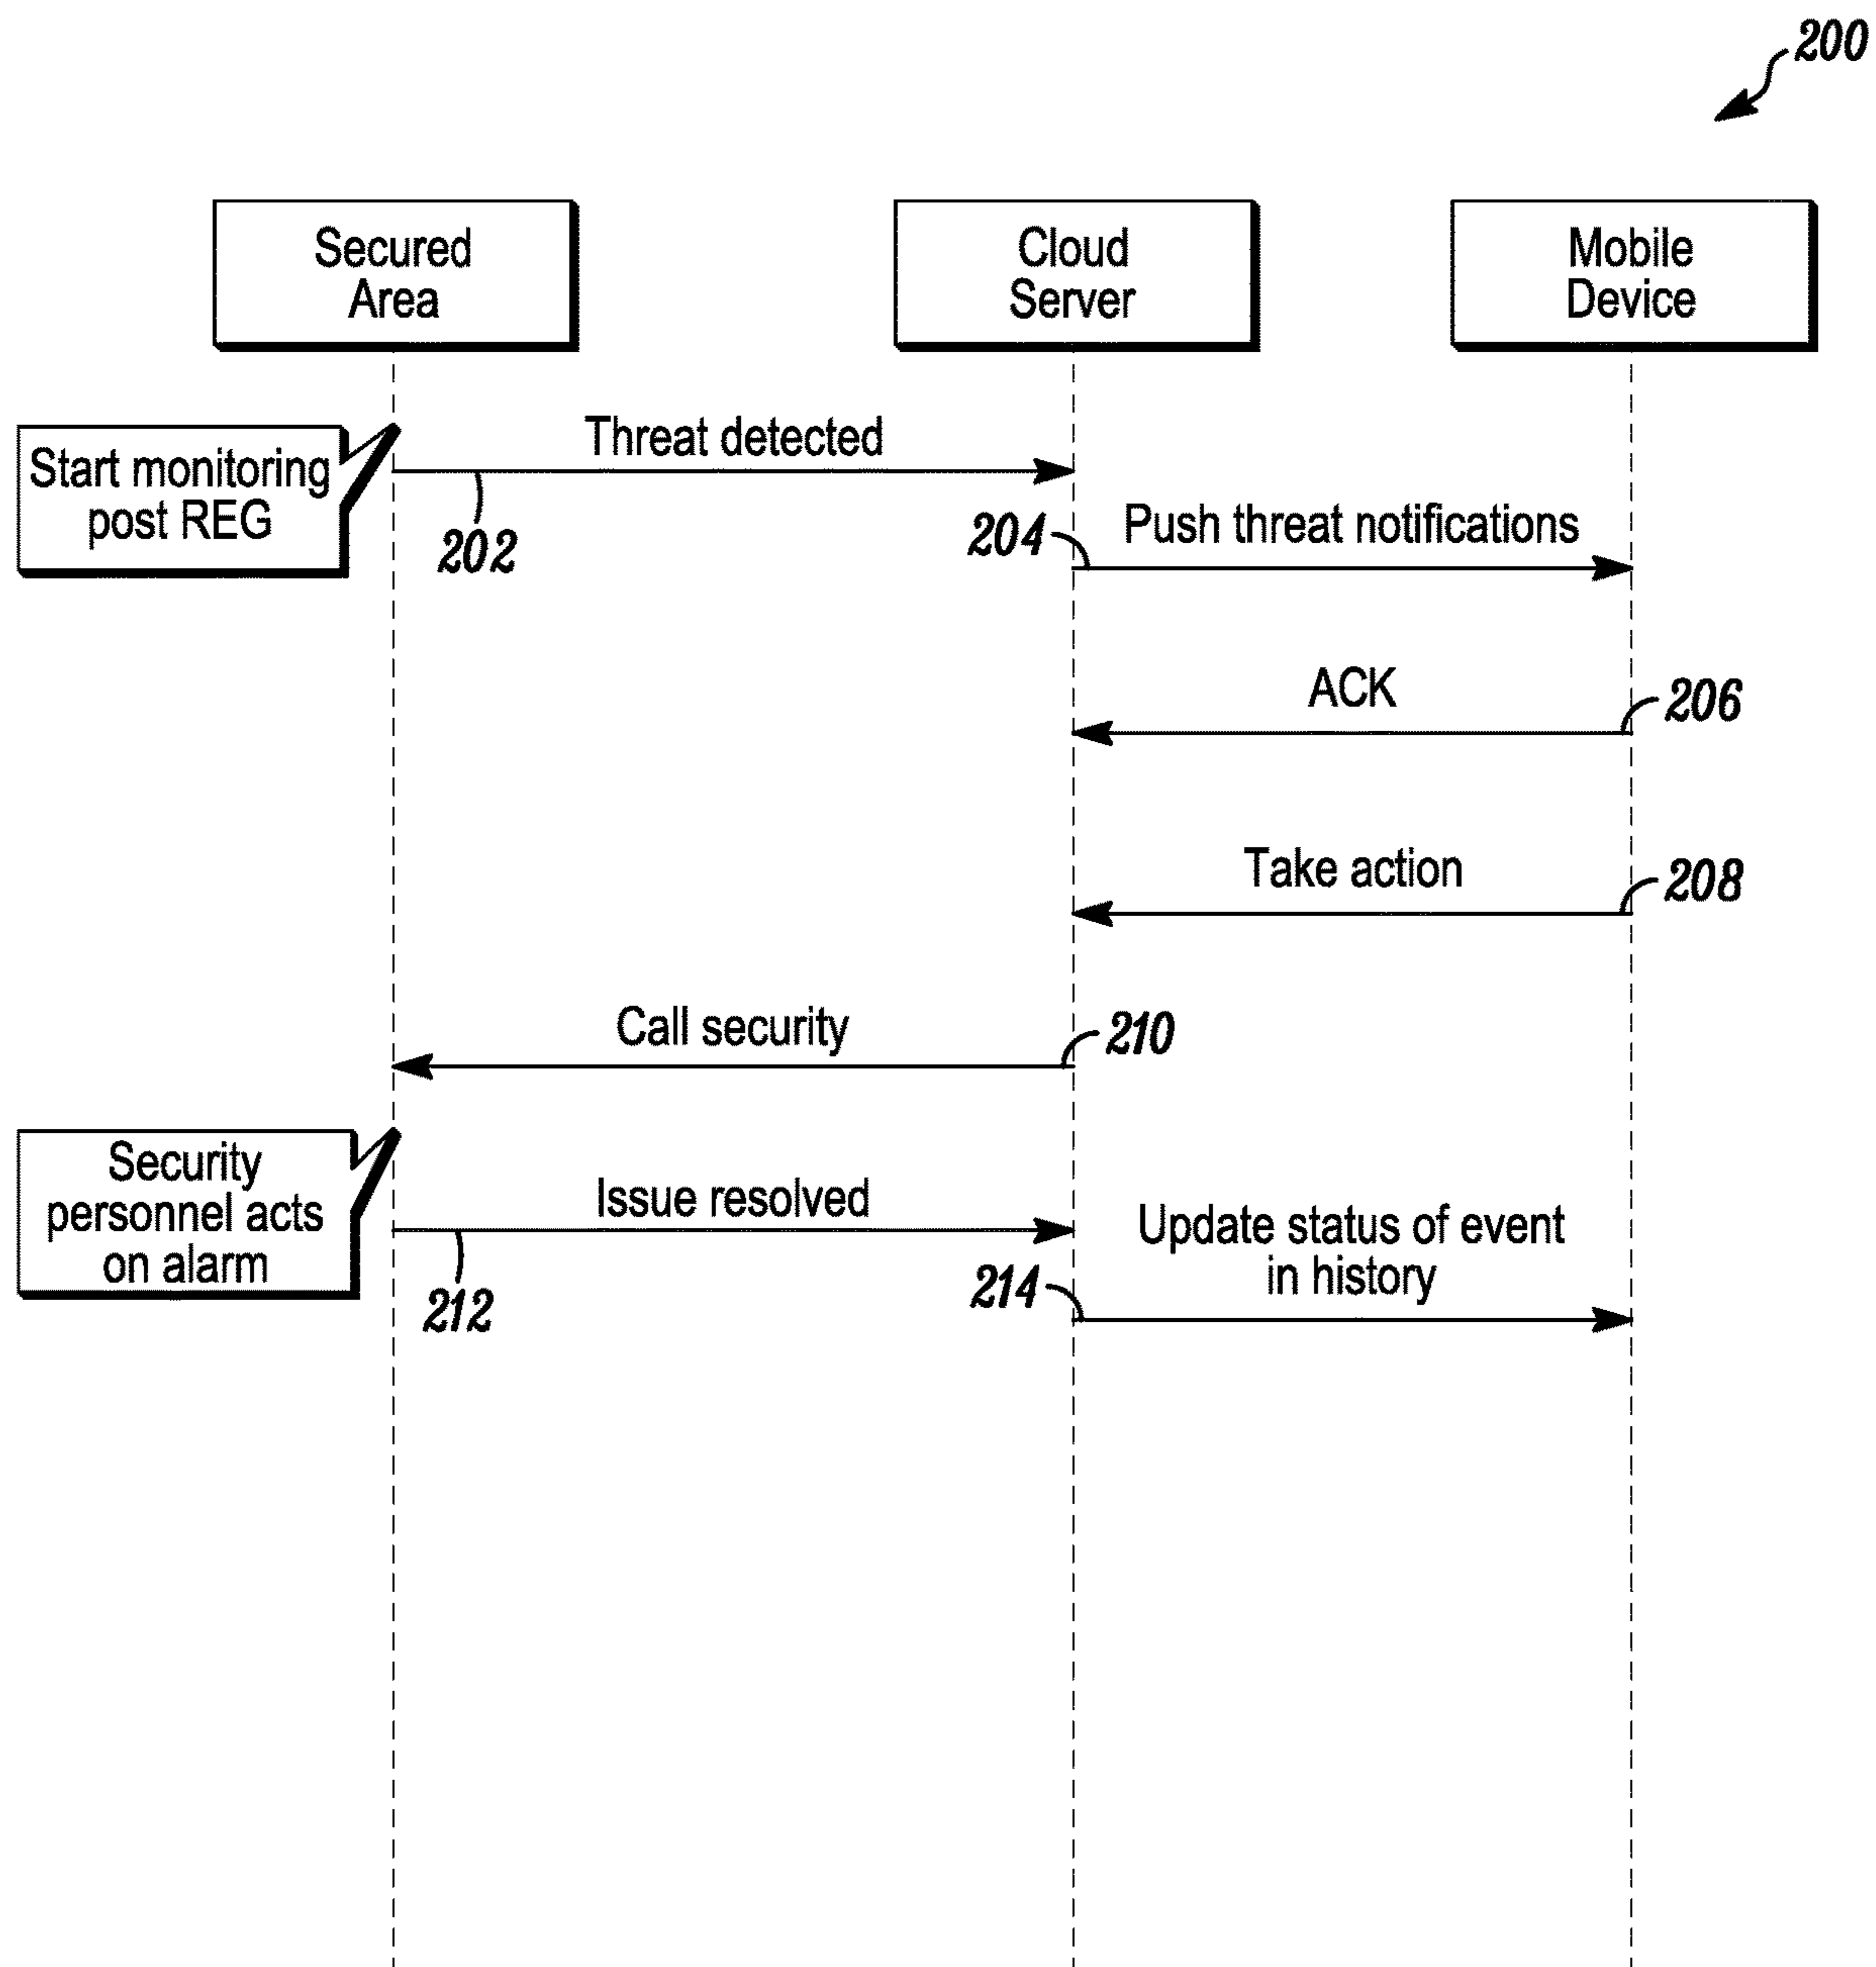 200
Secured
Area
Cloud
Server
Mobile
Device
Start monitoring
post REG
Threat detected
202
204
Push threat notifications
ACK
206
Take action
208
Call security
210
Security
personnel acts
on alarm
Issue resolved
212
214
Update status of event
in history